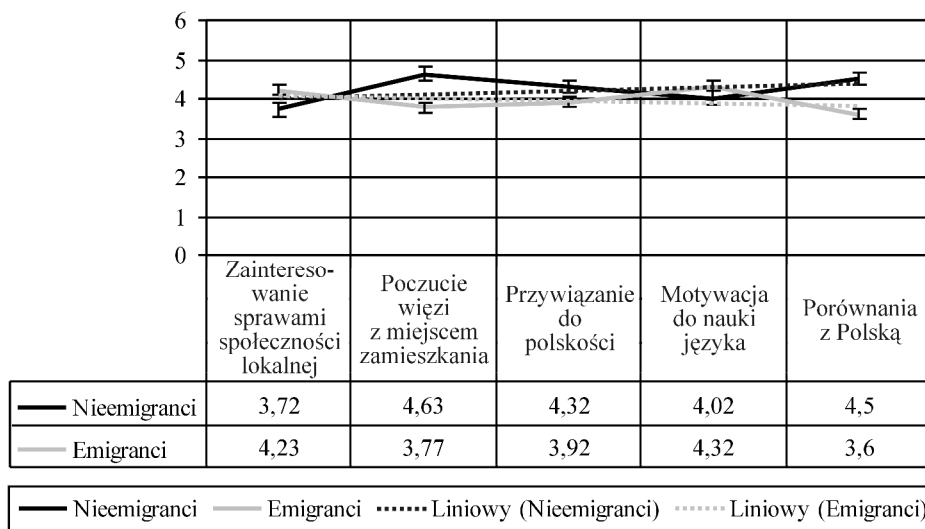 6
5
4
3
2
1
0
Zaintereso-
wanie
sprawami
społeczności
lokalnej
Poczucie
więzi
z miejscem
zamieszkania
Przywiązanie
do
polskości
Motywacja
do nauki
języka
Porównania
z Polską
Nieemigranci 3,72 4,63 4,32 4,02 4,5
Emigranci 4,23 3,77 3,92 4,32 3,6
Nieemigranci Emigranci Liniowy (Nieemigranci) Liniowy (Emigranci)